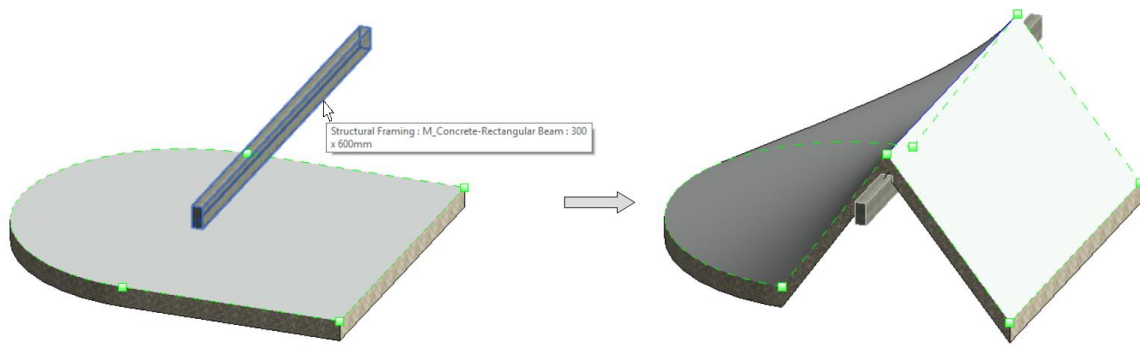 Structural Framing : M_Concrete-Rectangular Beam : 300
x 600mm